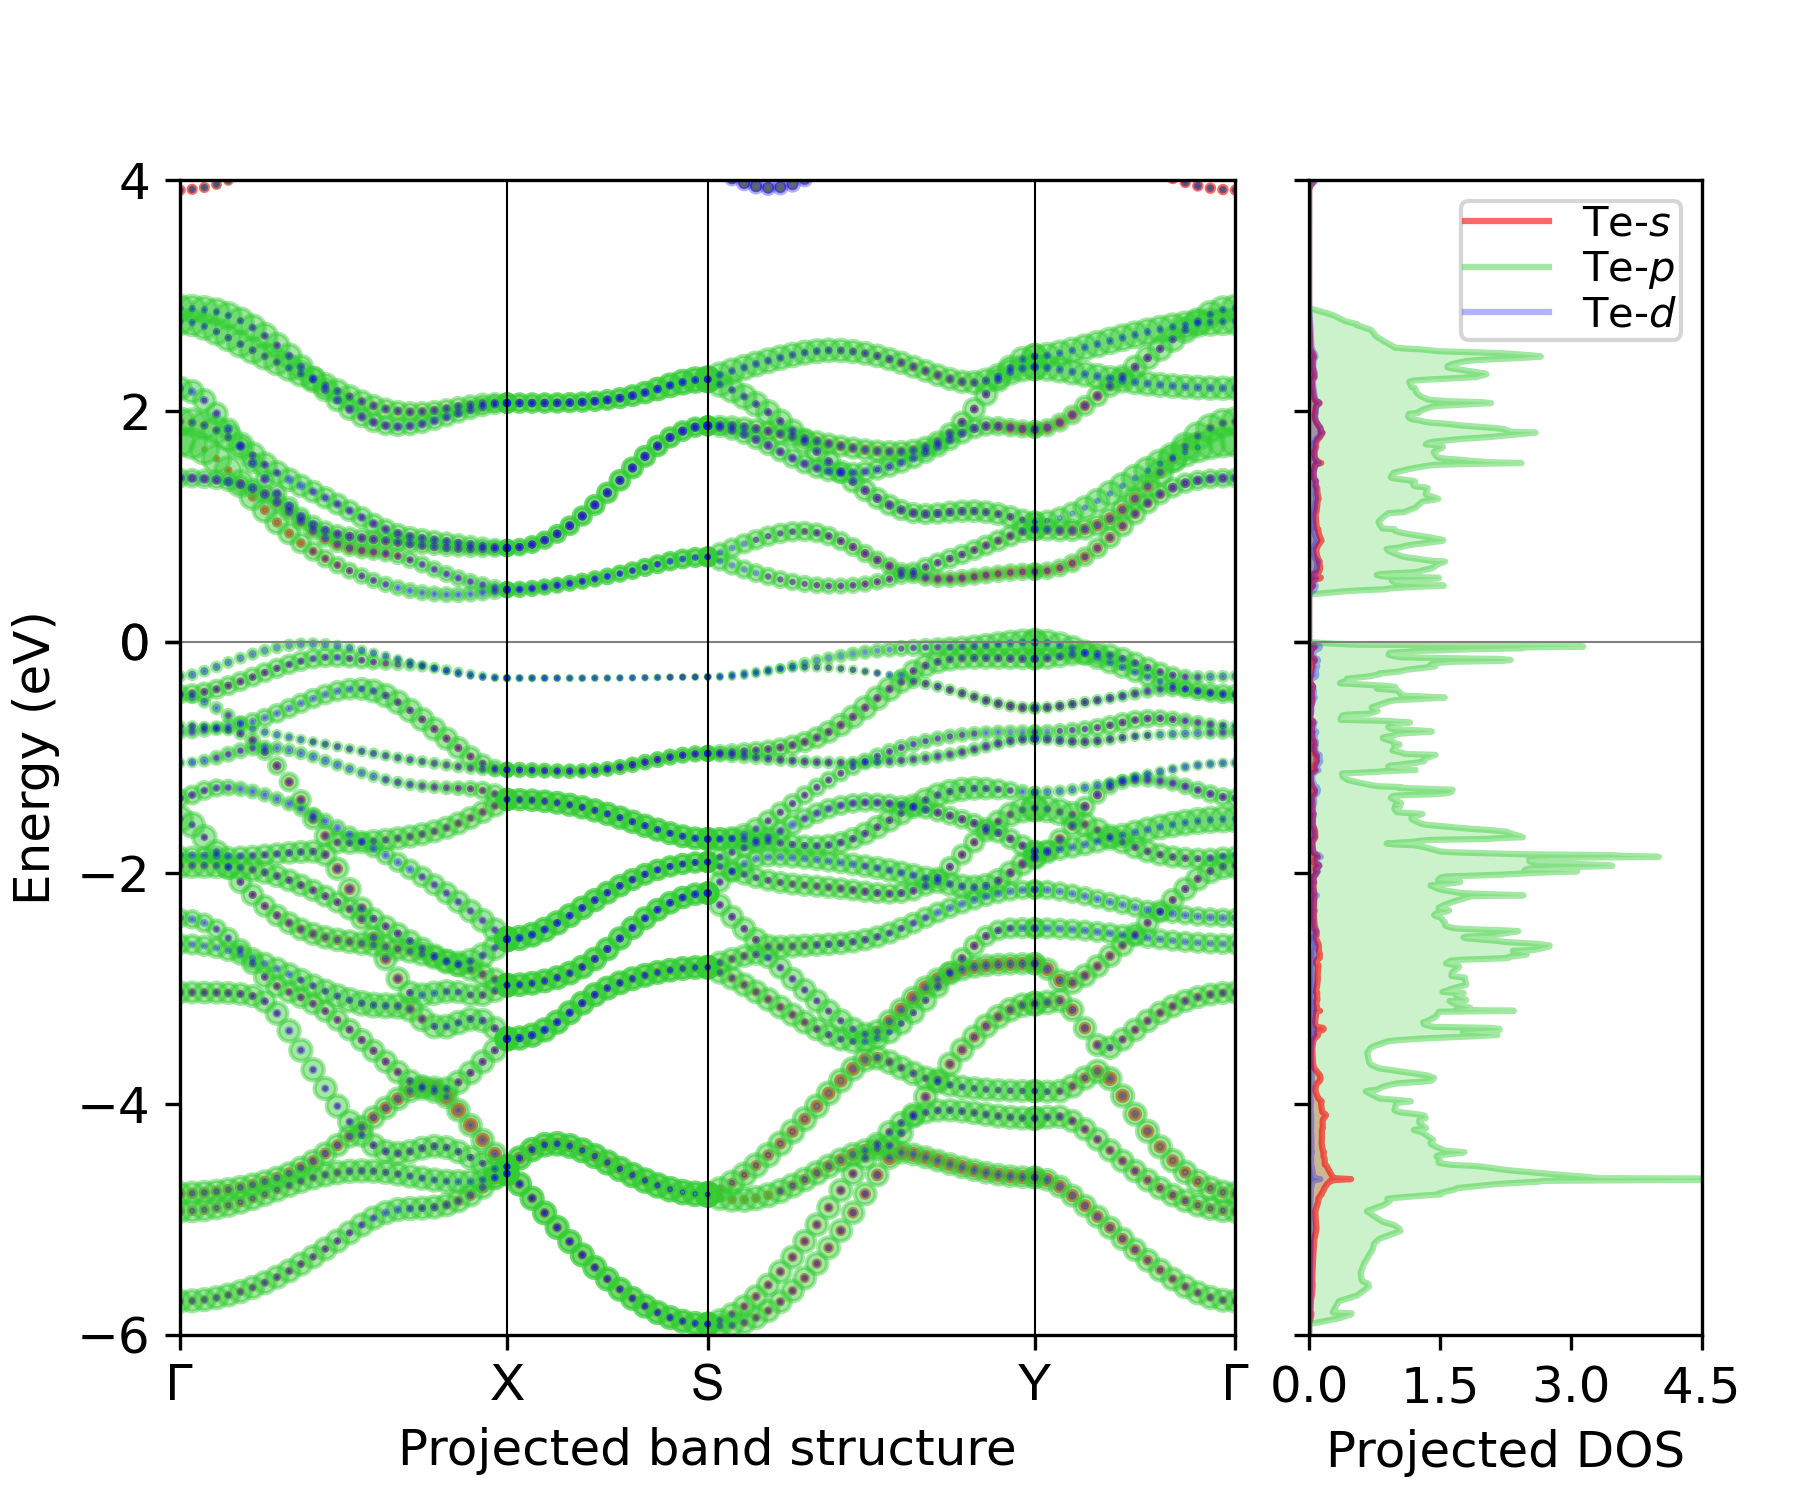 4
2
0
−2
−4
−6
Energy (eV)
Γ X S Y Γ
Projected band structure
Te-s
Te-p
Te-d
0.0 1.5 3.0 4.5
Projected DOS